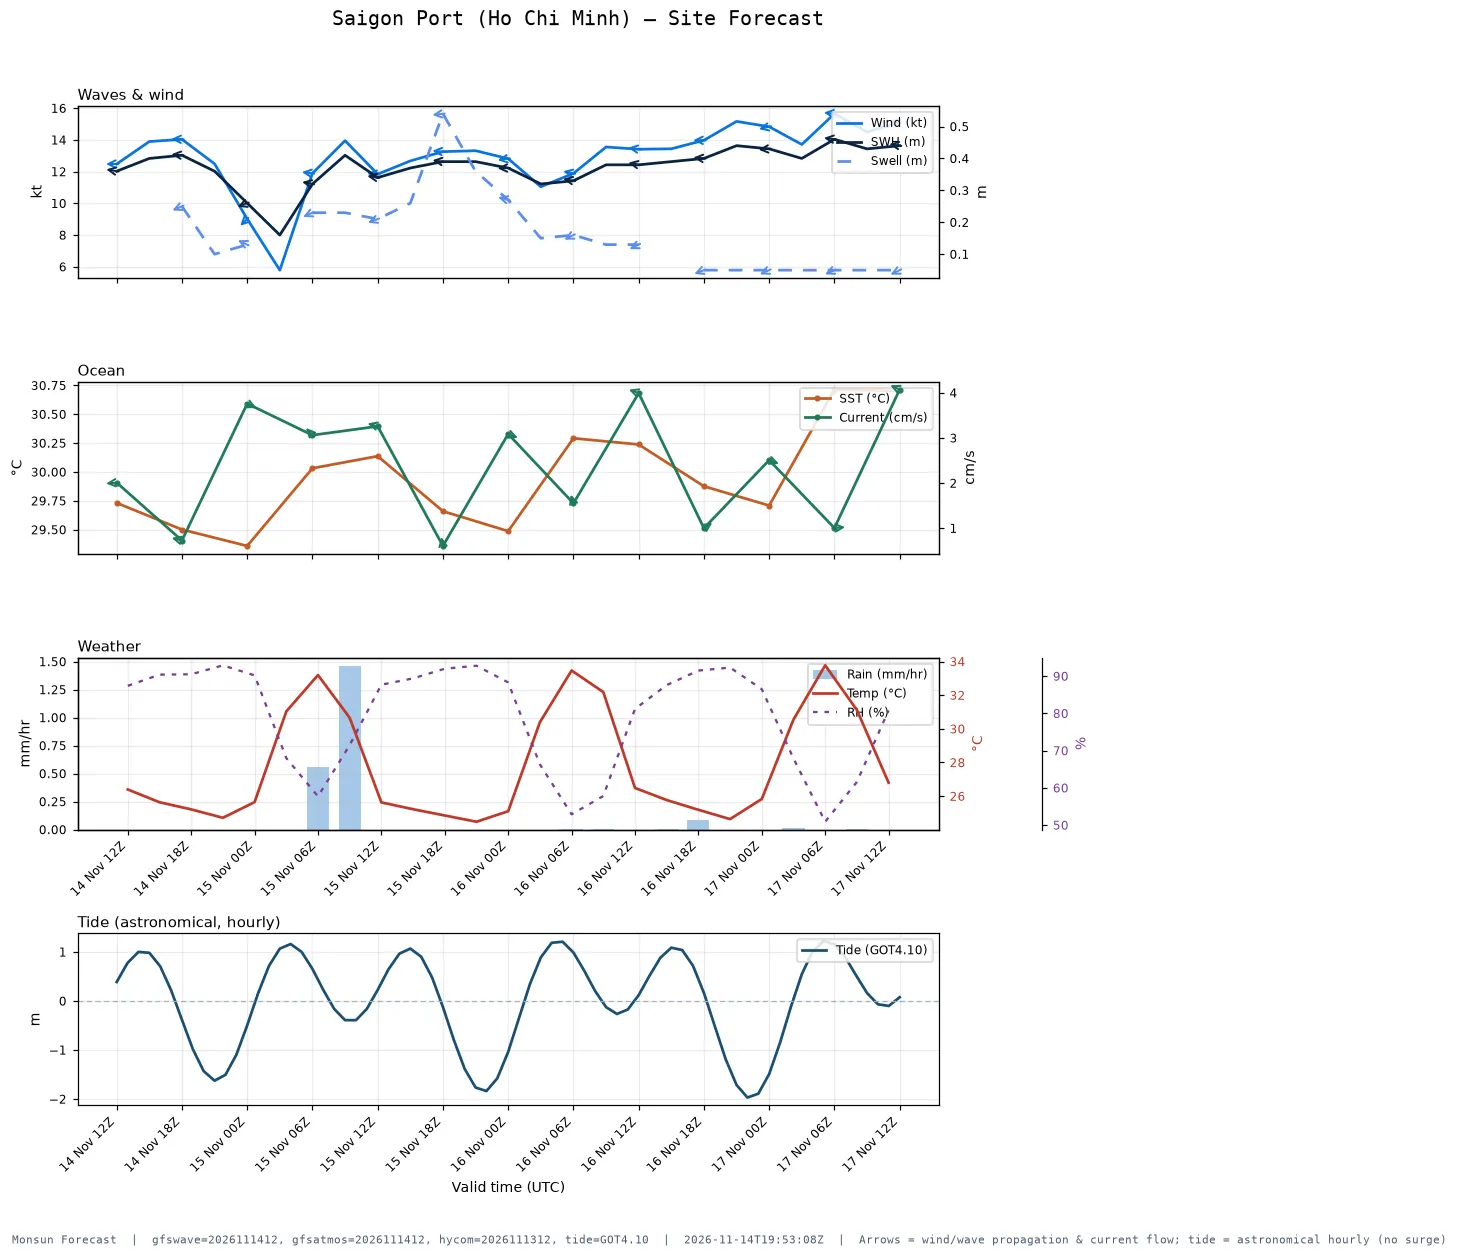 Saigon Port (Ho Chi Minh) — Site Forecast
Waves & wind
16
14
12
10
8
6
kt
0.5
0.4
0.3
0.2
0.1
m
Wind (kt)
SWH (m)
Swell (m)
Ocean
30.75
30.50
30.25
30.00
29.75
29.50
°C
4
3
2
1
cm/s
SST (°C)
Current (cm/s)
Weather
1.50
1.25
1.00
0.75
0.50
0.25
0.00
mm/hr
34
32
30
28
26
°C
90
80
70
60
50
%
Rain (mm/hr)
Temp (°C)
RH (%)
14 Nov 12Z
14 Nov 18Z
15 Nov 00Z
15 Nov 06Z
15 Nov 12Z
15 Nov 18Z
16 Nov 00Z
16 Nov 06Z
16 Nov 12Z
16 Nov 18Z
17 Nov 00Z
17 Nov 06Z
17 Nov 12Z
Tide (astronomical, hourly)
1
0
−1
−2
m
Tide (GOT4.10)
14 Nov 12Z
14 Nov 18Z
15 Nov 00Z
15 Nov 06Z
15 Nov 12Z
15 Nov 18Z
16 Nov 00Z
16 Nov 06Z
16 Nov 12Z
16 Nov 18Z
17 Nov 00Z
17 Nov 06Z
17 Nov 12Z
Valid time (UTC)
Monsun Forecast | gfswave=2026111412, gfsatmos=2026111412, hycom=2026111312, tide=GOT4.10 | 2026-11-14T19:53:08Z | Arrows = wind/wave propagation & current flow; tide = astronomical hourly (no surge)